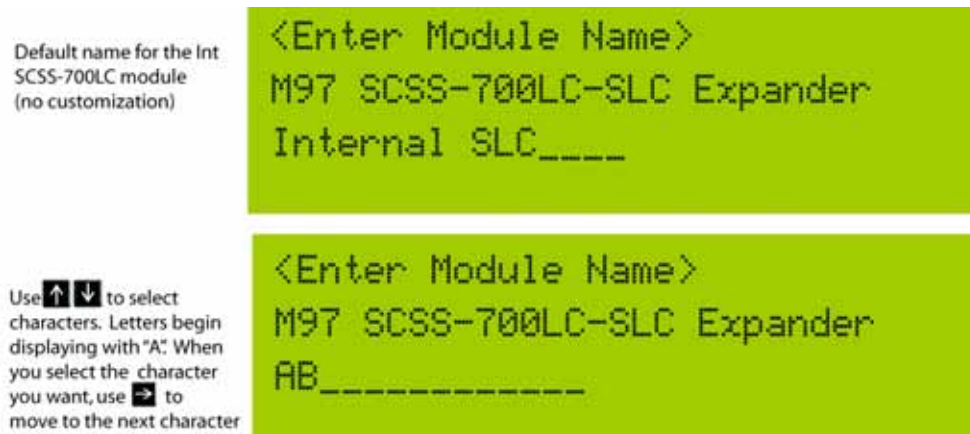 Default name for the Int
SCSS-700LC module
(no customization)
<Enter Module Name>
M97 SCSS-700LC-SLC Expander
Internal SLC____
Use ↑ ↓ to select
characters. Letters begin
displaying with "A". When
you select the character
you want, use → to
move to the next character
<Enter Module Name>
M97 SCSS-700LC-SLC Expander
AB______________